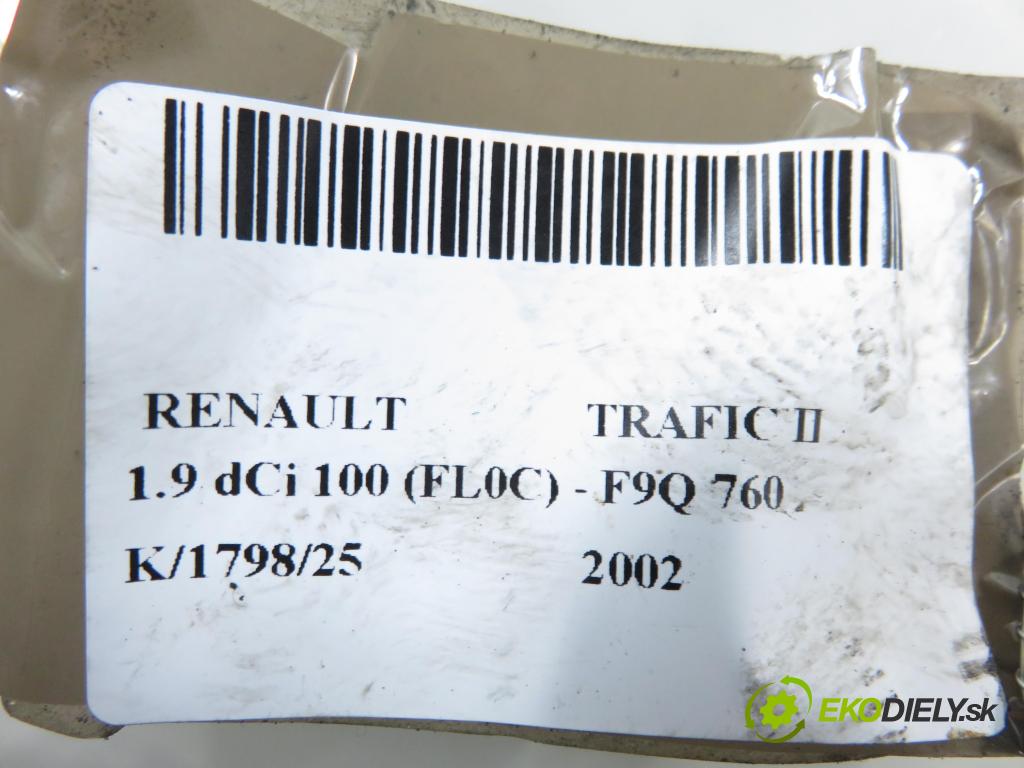 RENAULT TRAFIC II
1.9 dCi 100 (FL0C) - F9Q 760
K/1798/25 2002
EKODIELY.sk